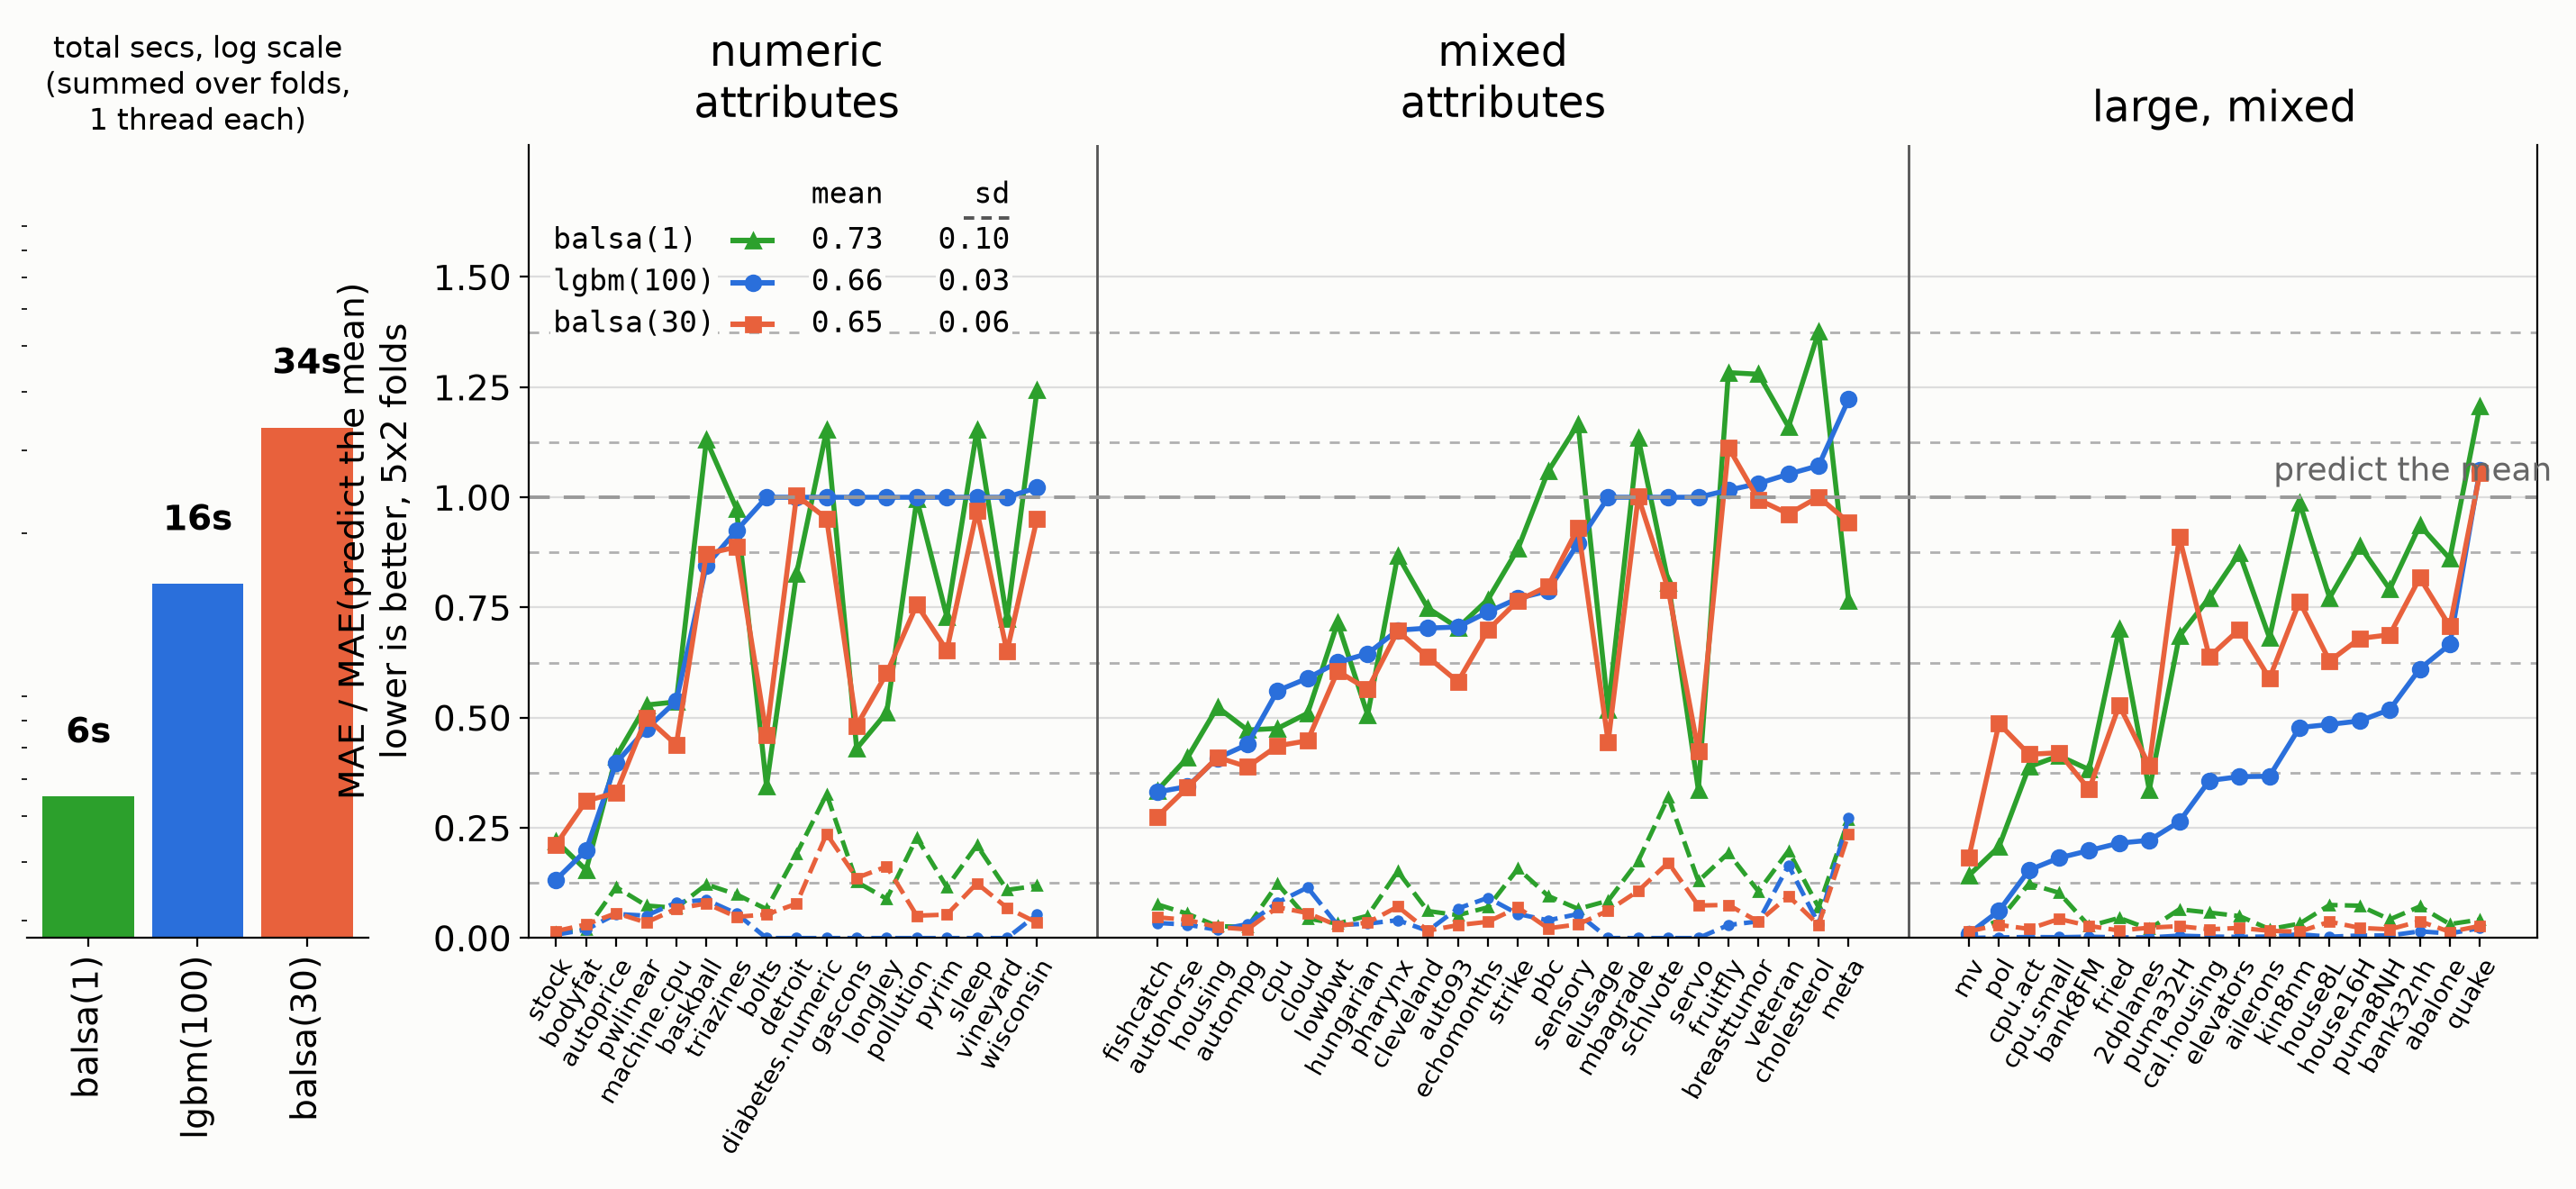 total secs, log scale
(summed over folds,
1 thread each)
34s
16s
6s
balsa(1)
lgbm(100)
balsa(30)
MAE / MAE(predict the mean)
lower is better, 5x2 folds
numeric
attributes
mixed
attributes
large, mixed
mean sd
balsa(1) 0.73 0.10
lgbm(100) 0.66 0.03
balsa(30) 0.65 0.06
predict the mean
1.50
1.25
1.00
0.75
0.50
0.25
0.00
stock
bodyfat
autoprice
pwlinear
machine.cpu
baskball
triazines
bolts
detroit
diabetes.numeric
gascons
longley
pollution
pyrim
sleep
vineyard
wisconsin
fishcatch
autohorse
housing
autompg
cpu
cloud
lowbwt
hungarian
pharynx
cleveland
auto93
echomonths
strike
pbc
sensory
elusage
mbagrade
schlvote
servo
fruitfly
breasttumor
veteran
cholesterol
meta
mv
pol
cpu.act
cpu.small
bank8FM
fried
2dplanes
puma32H
cal.housing
elevators
ailerons
kin8nm
house8L
house16H
puma8NH
bank32nh
abalone
quake